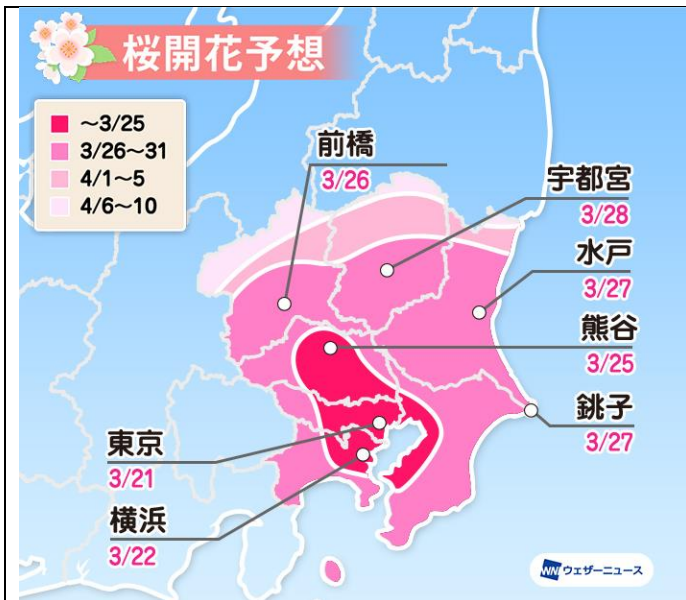 桜開花予想
～3/25
3/26～31
4/1～5
4/6～10
前橋
3/26
宇都宮
3/28
水戸
3/27
熊谷
3/25
銚子
3/27
東京
3/21
横浜
3/22
WNI ウェザーニュース